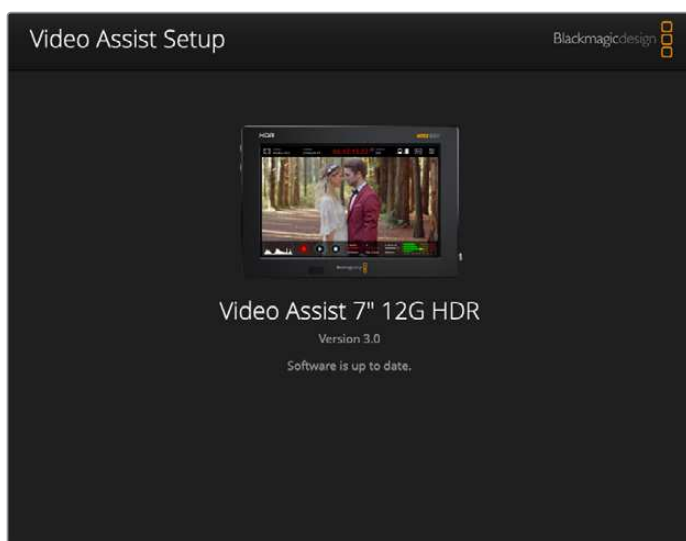 Video Assist Setup
Blackmagicdesign
HDR
Video Assist 7" 12G HDR
Version 3.0
Software is up to date.